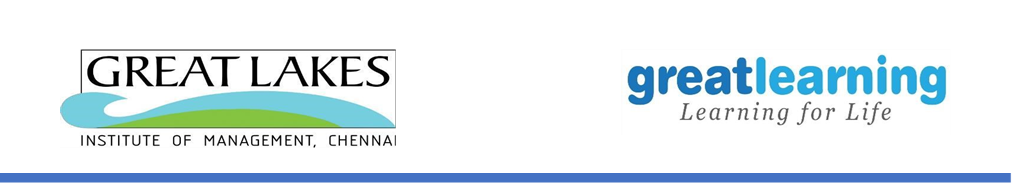 GREAT LAKES
INSTITUTE OF MANAGEMENT, CHENNAI
greatlearning
Learning for Life